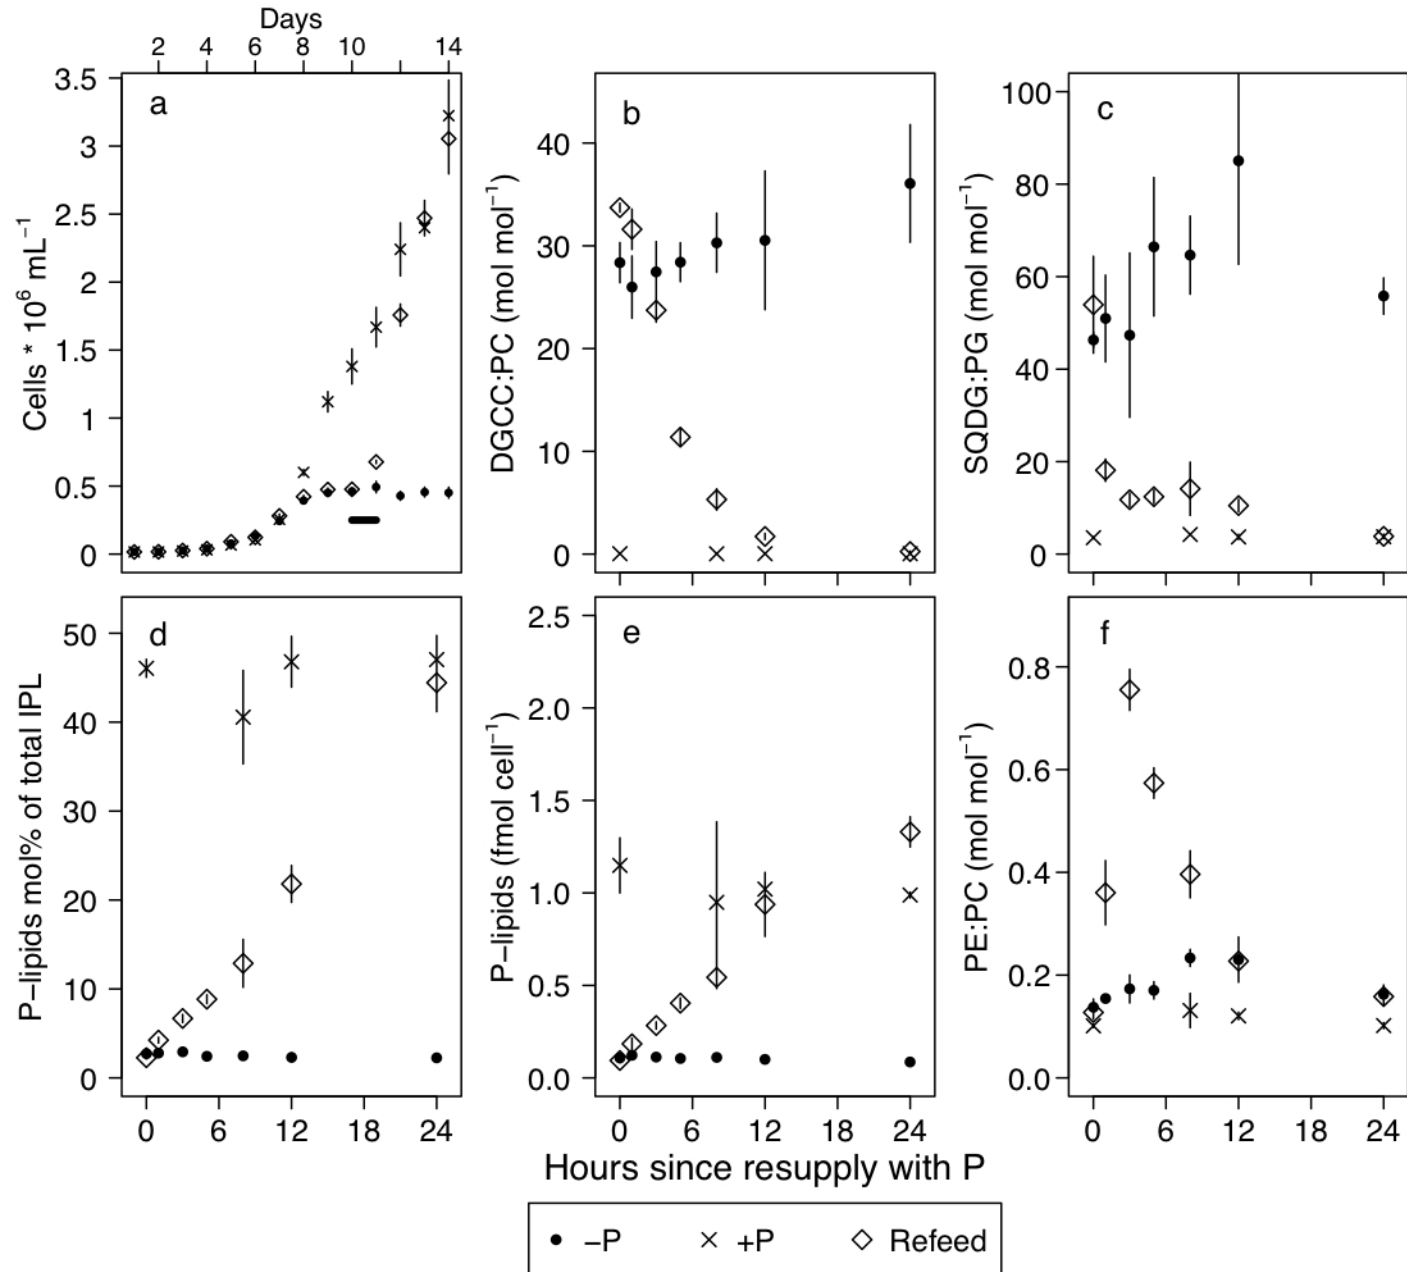 Days
2 4 6 8 10 14
a
3.5
3
2.5
2
1.5
1
0.5
0
Cells * 10⁶ mL⁻¹
b
40
30
20
10
0
DGCC:PC (mol mol⁻¹)
c
100
80
60
40
20
0
SQDG:PG (mol mol⁻¹)
d
50
40
30
20
10
0
P−lipids mol% of total IPL
0 6 12 18 24
e
2.5
2.0
1.5
1.0
0.5
0.0
P−lipids (fmol cell⁻¹)
0 6 12 18 24
f
0.8
0.6
0.4
0.2
0.0
PE:PC (mol mol⁻¹)
0 6 12 18 24
Hours since resupply with P
−P +P Refeed